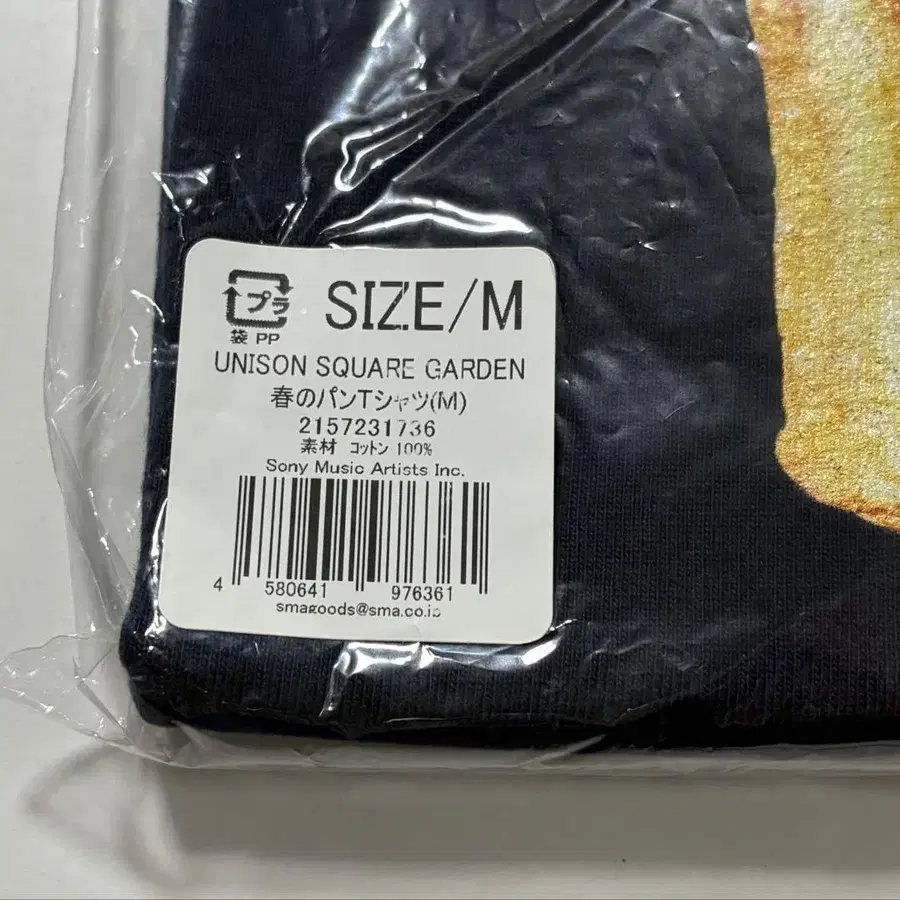 プラ
袋 PP
SIZE/M
UNISON SQUARE GARDEN
春のパンTシャツ(M)
2157231736
素材 コットン 100%
Sony Music Artists Inc.
4 580641 976361
smagoods@sma.co.jp